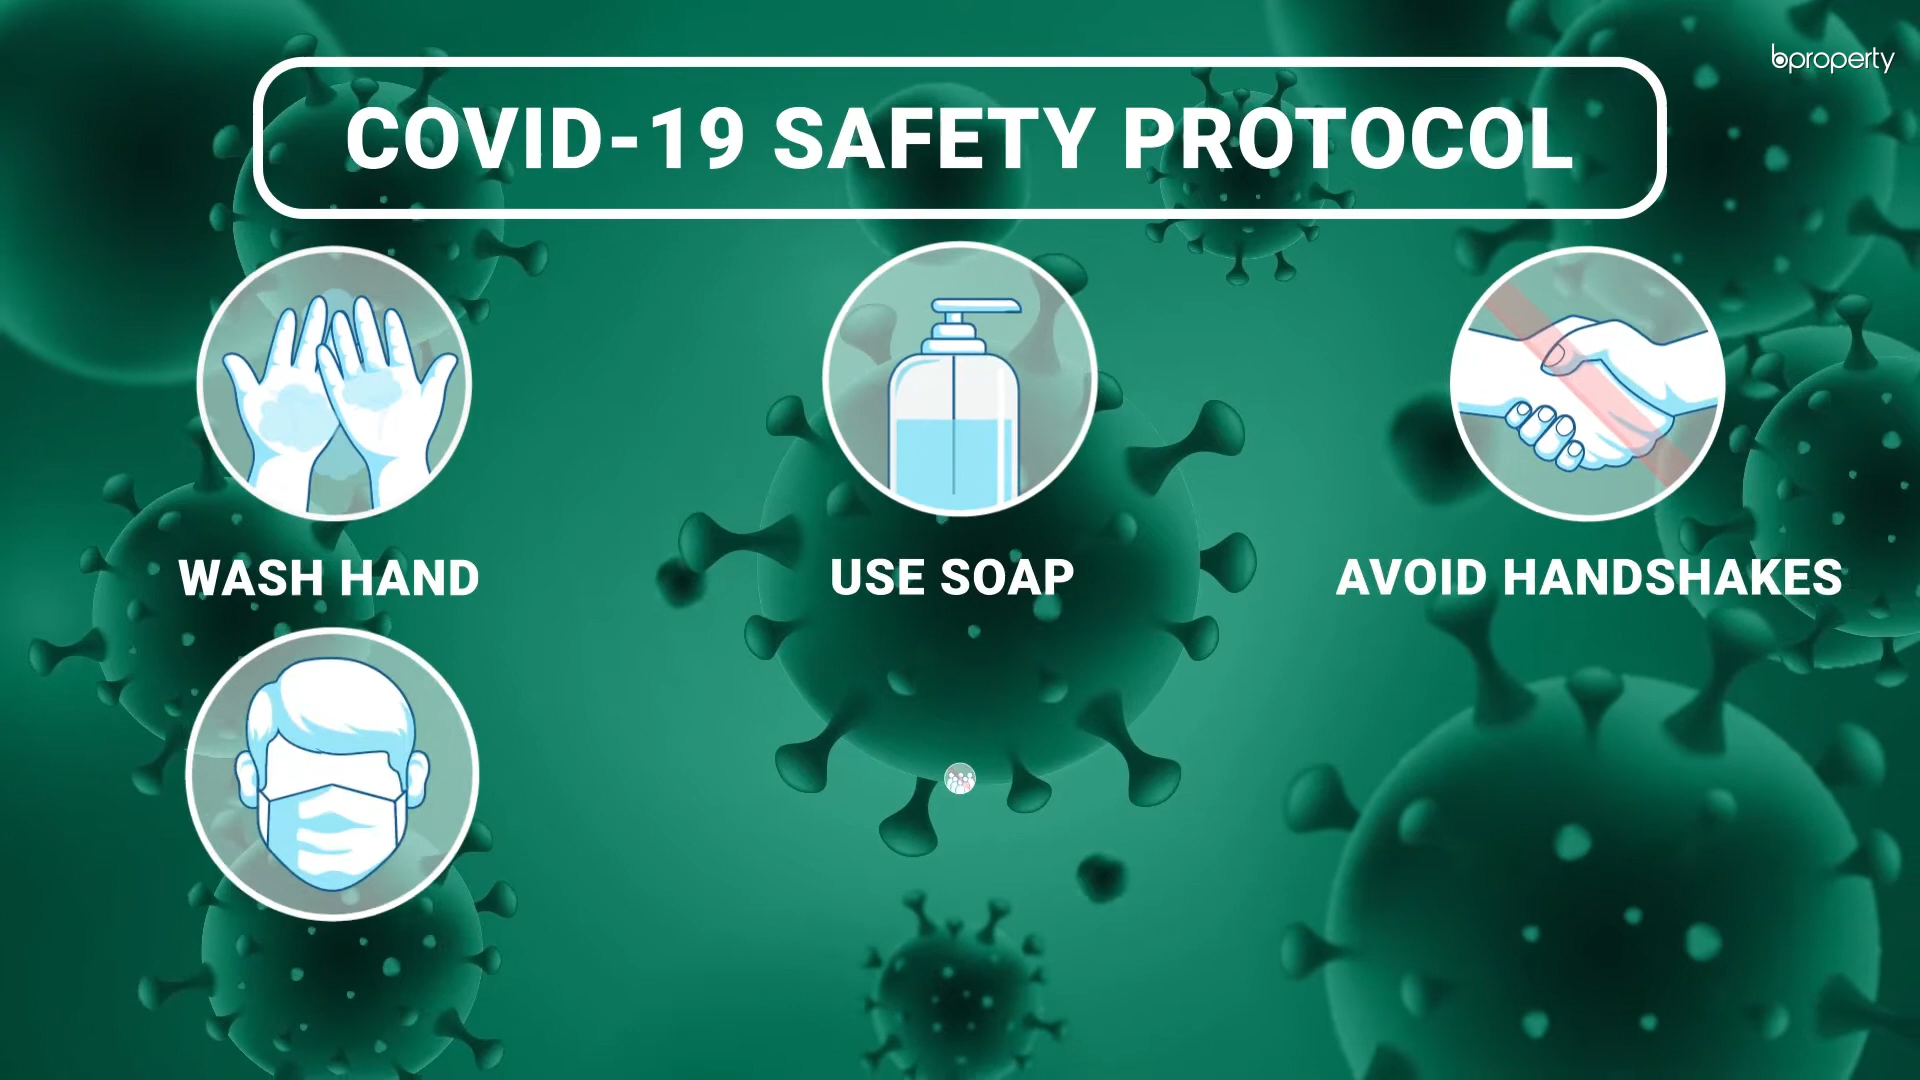 bproperty
COVID-19 SAFETY PROTOCOL
WASH HAND
USE SOAP
AVOID HANDSHAKES